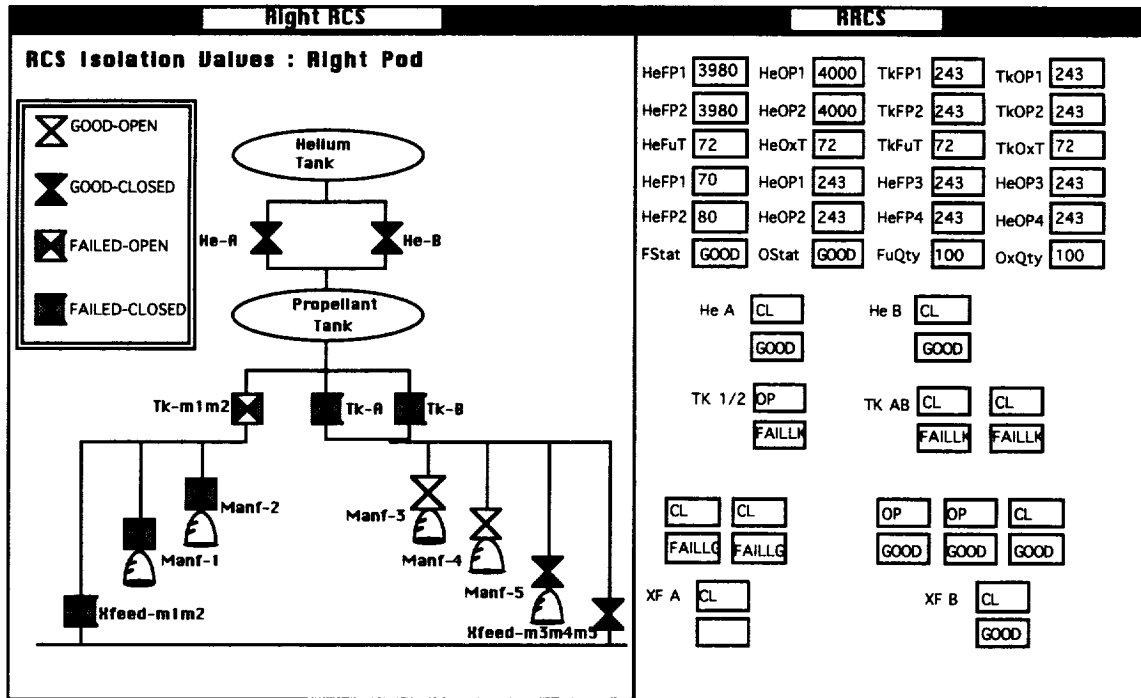 Right RCS
RCS Isolation Valves : Right Pod
GOOD-OPEN
GOOD-CLOSED
FAILED-OPEN
FAILED-CLOSED
Helium
Tank
He-A
He-B
Propellant
Tank
Tk-m1m2
Tk-A
Tk-B
Manf-2
Manf-3
Manf-1
Manf-4
Manf-5
Xfeed-m1m2
Xfeed-m3m4m5
RRCS
HeFP1 3980 HeOP1 4000 TkFP1 243 TkOP1 243
HeFP2 3980 HeOP2 4000 TkFP2 243 TkOP2 243
HeFuT 72 HeOxT 72 TkFuT 72 TkOxT 72
HeFP1 70 HeOP1 243 HeFP3 243 HeOP3 243
HeFP2 80 HeOP2 243 HeFP4 243 HeOP4 243
FStat GOOD OStat GOOD FuQty 100 OxQty 100
He A CL He B CL
GOOD GOOD
TK 1/2 OP TK AB CL CL
FAILLK FAILLK FAILLK
CL CL OP OP CL
FAILLG FAILLG GOOD GOOD GOOD
XF A CL XF B CL
GOOD